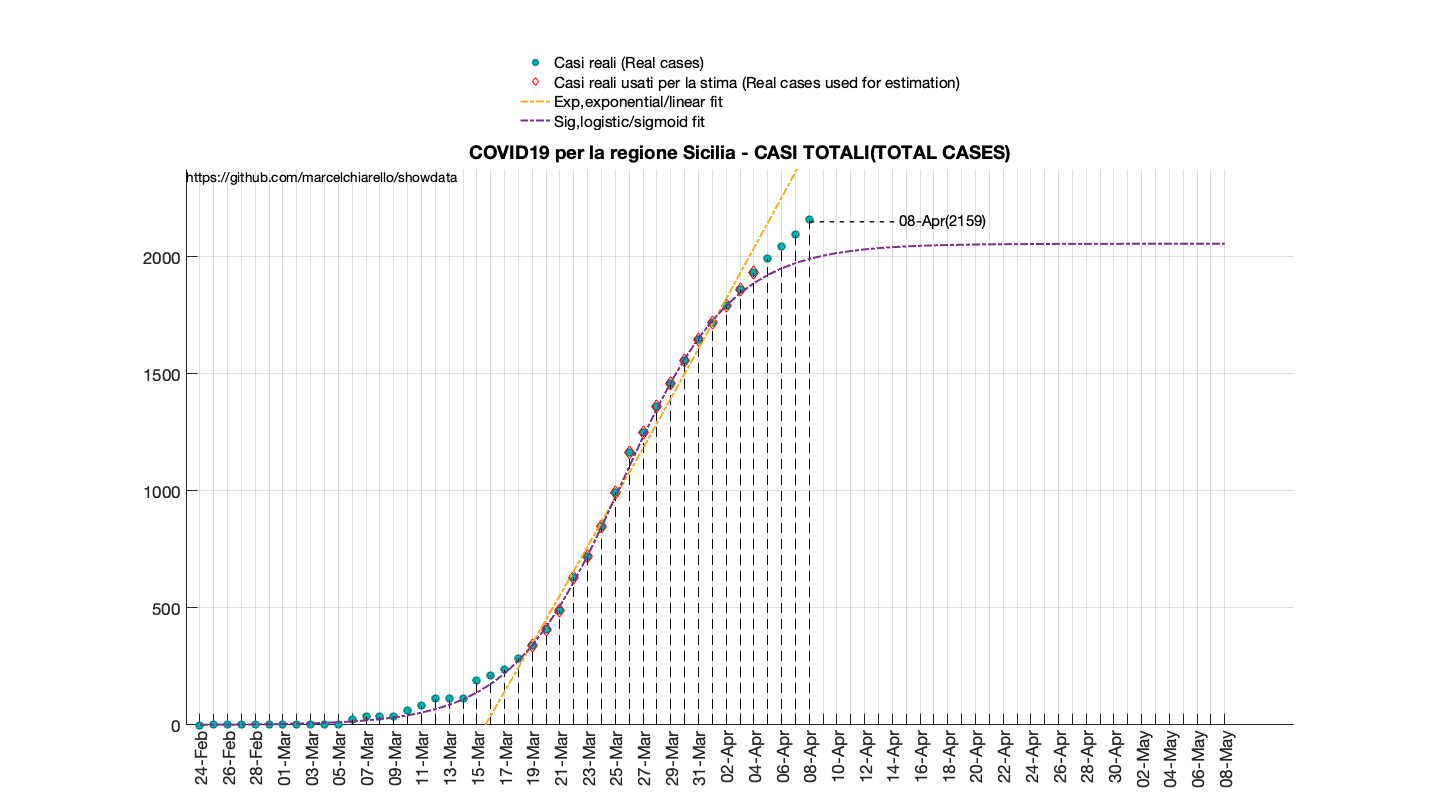 Casi reali (Real cases)
Casi reali usati per la stima (Real cases used for estimation)
Exp,exponential/linear fit
Sig,logistic/sigmoid fit
COVID19 per la regione Sicilia - CASI TOTALI(TOTAL CASES)
https://github.com/marcelchiarello/showdata
08-Apr(2159)
2000
1500
1000
500
0
24-Feb
26-Feb
28-Feb
01-Mar
03-Mar
05-Mar
07-Mar
09-Mar
11-Mar
13-Mar
15-Mar
17-Mar
19-Mar
21-Mar
23-Mar
25-Mar
27-Mar
29-Mar
31-Mar
02-Apr
04-Apr
06-Apr
08-Apr
10-Apr
12-Apr
14-Apr
16-Apr
18-Apr
20-Apr
22-Apr
24-Apr
26-Apr
28-Apr
30-Apr
02-May
04-May
06-May
08-May